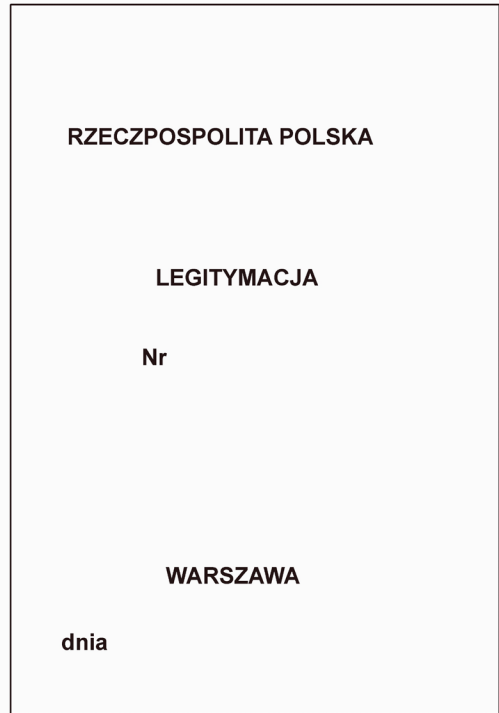 RZECZPOSPOLITA POLSKA
LEGITYMACJA
Nr
WARSZAWA
dnia